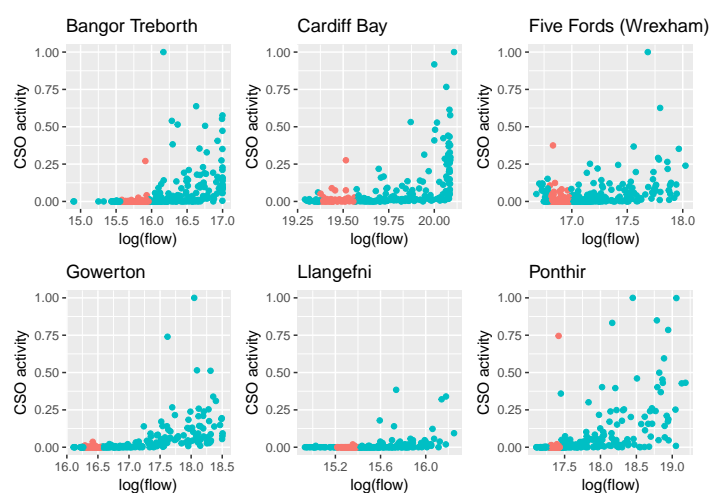 Bangor Treborth
Cardiff Bay
Five Fords (Wrexham)
CSO activity
1.00
0.75
0.50
0.25
0.00
15.0 15.5 16.0 16.5 17.0
log(flow)
CSO activity
1.00
0.75
0.50
0.25
0.00
19.25 19.50 19.75 20.00
log(flow)
CSO activity
1.00
0.75
0.50
0.25
0.00
17.0 17.5 18.0
log(flow)
Gowerton
Llangefni
Ponthir
CSO activity
1.00
0.75
0.50
0.25
0.00
16.0 16.5 17.0 17.5 18.0 18.5
log(flow)
CSO activity
1.00
0.75
0.50
0.25
0.00
15.2 15.6 16.0
log(flow)
CSO activity
1.00
0.75
0.50
0.25
0.00
17.5 18.0 18.5 19.0
log(flow)